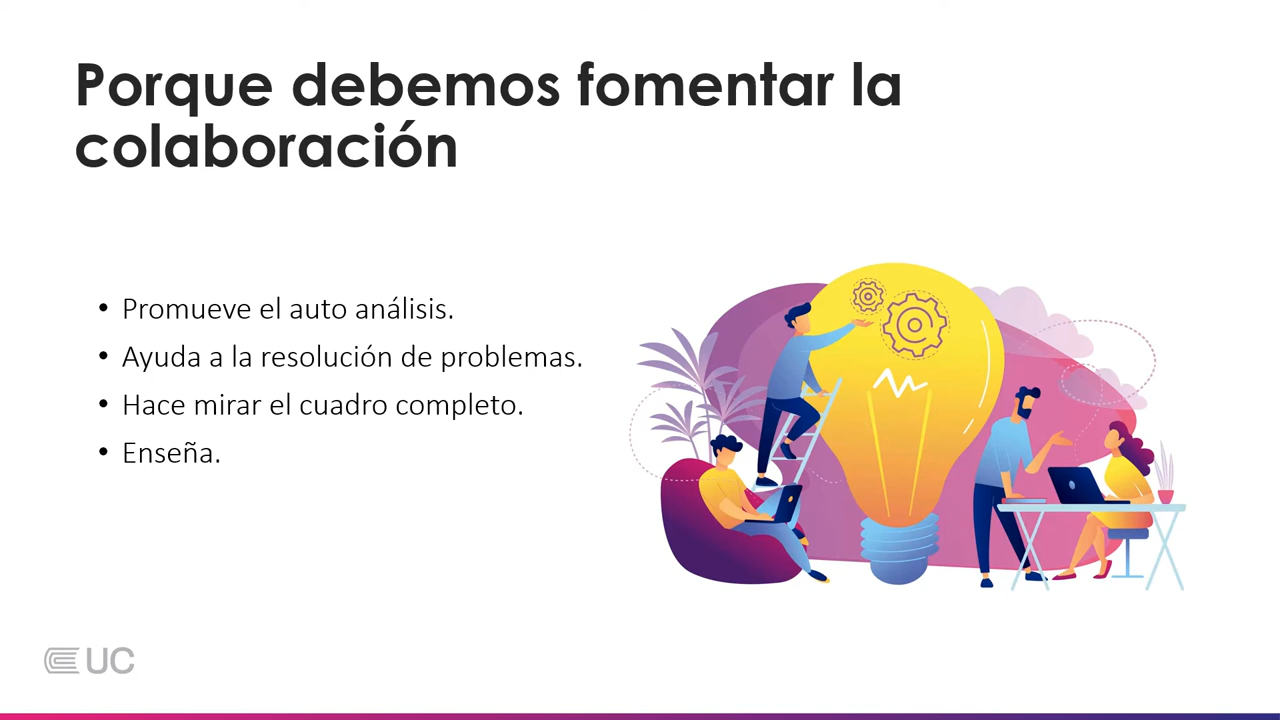 Porque debemos fomentar la
colaboración
• Promueve el auto análisis.
• Ayuda a la resolución de problemas.
• Hace mirar el cuadro completo.
• Enseña.
UC